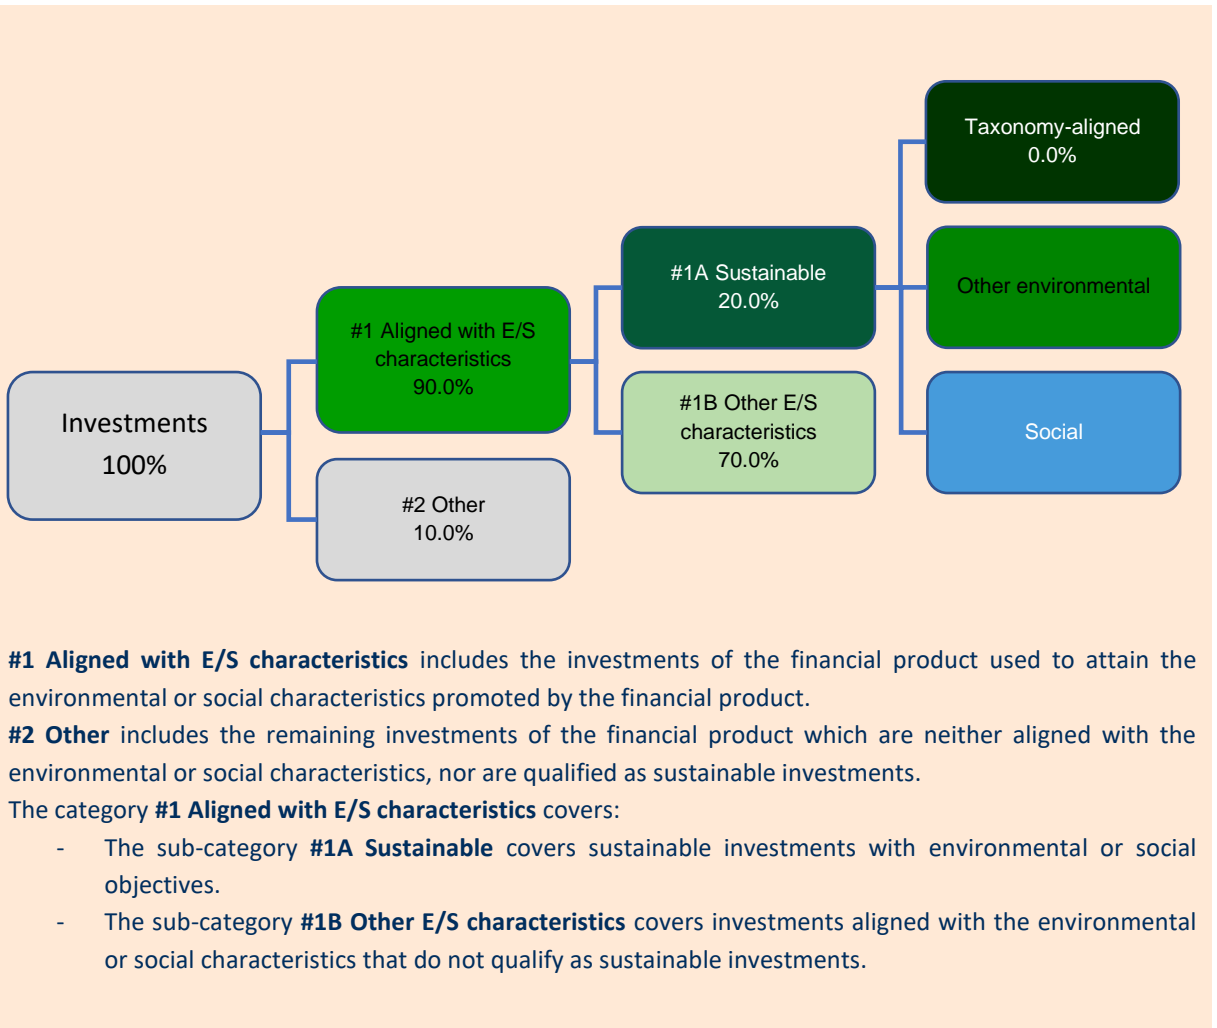 Taxonomy-aligned
0.0%
#1A Sustainable
20.0%
Other environmental
#1 Aligned with E/S
characteristics
90.0%
Investments
100%
#1B Other E/S
characteristics
70.0%
Social
#2 Other
10.0%
#1 Aligned with E/S characteristics includes the investments of the financial product used to attain the
environmental or social characteristics promoted by the financial product.
#2 Other includes the remaining investments of the financial product which are neither aligned with the
environmental or social characteristics, nor are qualified as sustainable investments.
The category #1 Aligned with E/S characteristics covers:
- The sub-category #1A Sustainable covers sustainable investments with environmental or social
objectives.
- The sub-category #1B Other E/S characteristics covers investments aligned with the environmental
or social characteristics that do not qualify as sustainable investments.